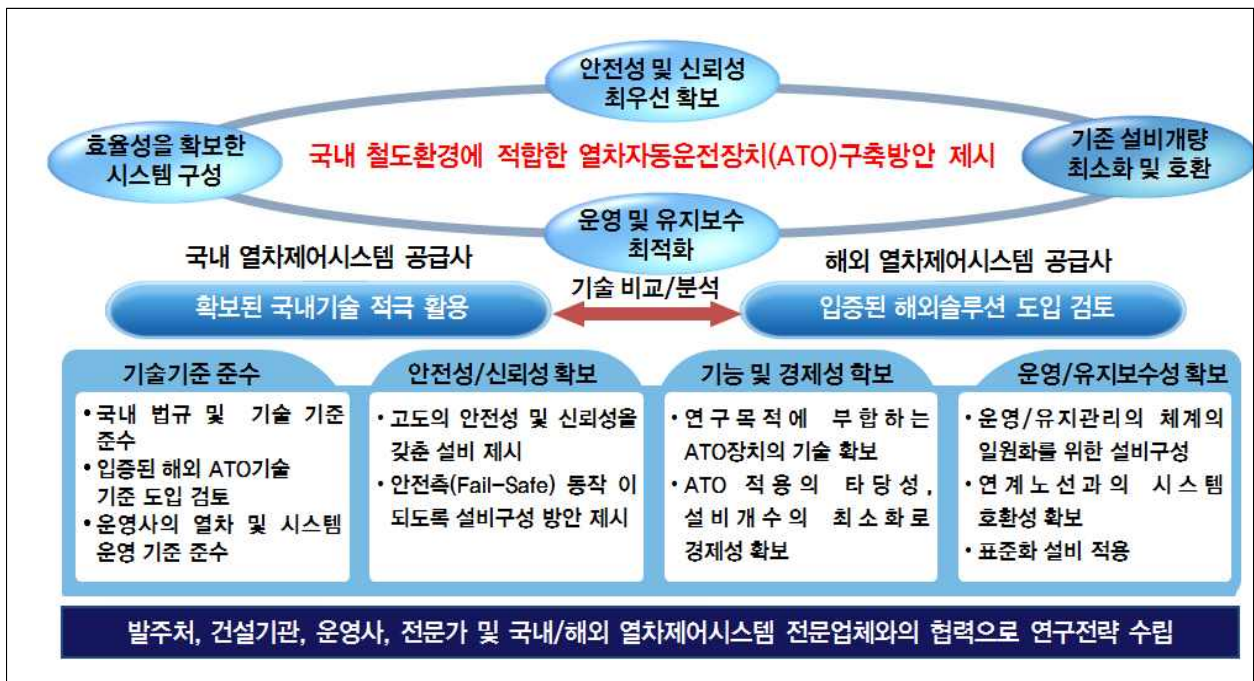 안전성 및 신뢰성
최우선 확보
효율성을 확보한
시스템 구성
국내 철도환경에 적합한 열차자동운전장치(ATO)구축방안 제시
기존 설비개량
최소화 및 호환
운영 및 유지보수
최적화
국내 열차제어시스템 공급사
해외 열차제어시스템 공급사
확보된 국내기술 적극 활용
기술 비교/분석
입증된 해외솔루션 도입 검토
기술기준 준수
• 국내 법규 및 기술 기준
준수
• 입증된 해외 ATO기술
기준 도입 검토
• 운영사의 열차 및 시스템
운영 기준 준수
안전성/신뢰성 확보
• 고도의 안전성 및 신뢰성을
갖춘 설비 제시
• 안전측(Fail-Safe) 동작 이
되도록 설비구성 방안 제시
기능 및 경제성 학보
• 연구목적에 부합하는
ATO장치의 기술 확보
• ATO 적용의 타당성,
설비개수의 최소화로
경제성 확보
운영/유지보수성 확보
• 운영/유지관리의 체계의
일원화를 위한 설비구성
• 연계노선과의 시스템
호환성 확보
• 표준화 설비 적용
발주처, 건설기관, 운영사, 전문가 및 국내/해외 열차제어시스템 전문업체와의 협력으로 연구전략 수립